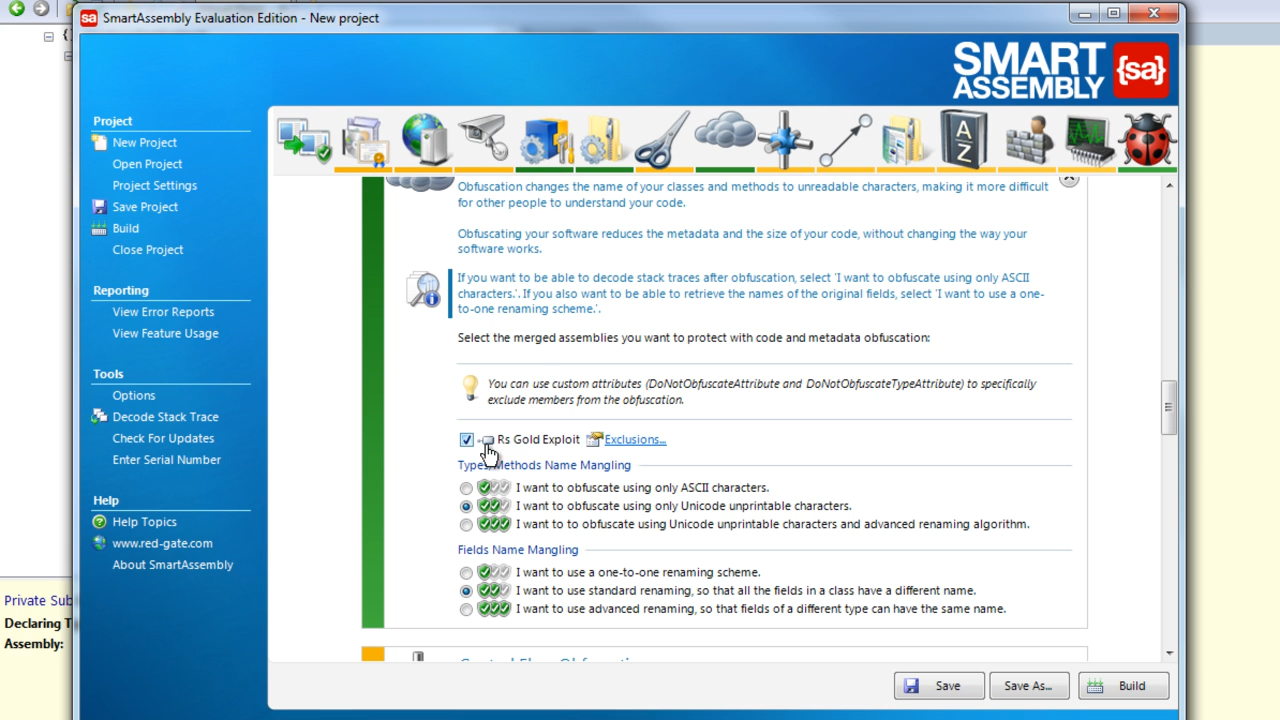 SmartAssembly Evaluation Edition - New project
SMART
ASSEMBLY
{sa}
Project
New Project
Open Project
Project Settings
Save Project
Build
Close Project
Reporting
View Error Reports
View Feature Usage
Tools
Options
Decode Stack Trace
Check For Updates
Enter Serial Number
Help
Help Topics
www.red-gate.com
About SmartAssembly
A
Z
Obfuscation changes the name of your classes and methods to unreadable characters, making it more difficult
for other people to understand your code.
Obfuscating your software reduces the metadata and the size of your code, without changing the way your
software works.
If you want to be able to decode stack traces after obfuscation, select 'I want to obfuscate using only ASCII
characters.'. If you also want to be able to retrieve the names of the original fields, select 'I want to use a one-
to-one renaming scheme.'.
Select the merged assemblies you want to protect with code and metadata obfuscation:
You can use custom attributes (DoNotObfuscateAttribute and DoNotObfuscateTypeAttribute) to specifically
exclude members from the obfuscation.
Rs Gold Exploit Exclusions...
Types/Methods Name Mangling
I want to obfuscate using only ASCII characters.
I want to obfuscate using only Unicode unprintable characters.
I want to to obfuscate using Unicode unprintable characters and advanced renaming algorithm.
Fields Name Mangling
I want to use a one-to-one renaming scheme.
I want to use standard renaming, so that all the fields in a class have a different name.
I want to use advanced renaming, so that fields of a different type can have the same name.
Save
Save As...
Build
Private Sub
Declaring T
Assembly: